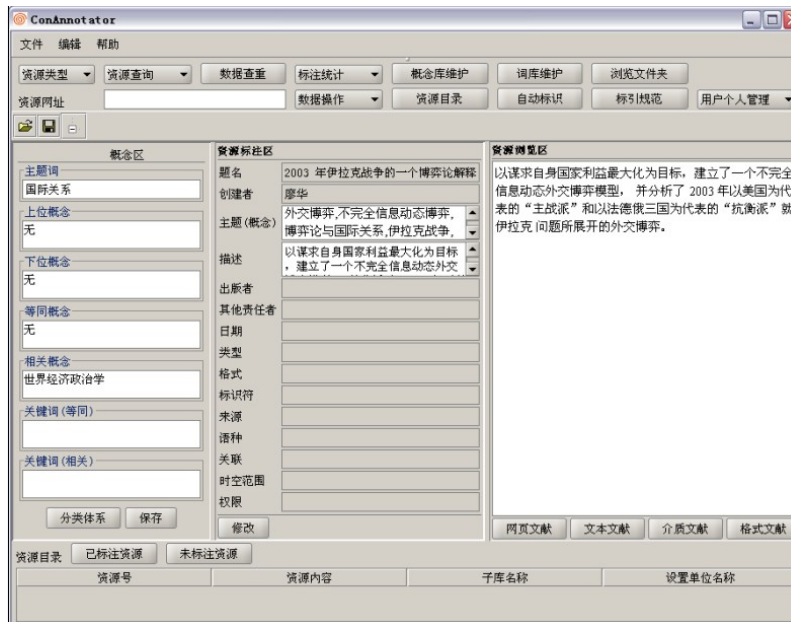 ConAnnotator
文件 编辑 帮助
资源类型 资源查询 数据查重 标注统计 概念库维护 词库维护 浏览文件夹
资源网址 数据操作 资源目录 自动标识 标引规范 用户个人管理
概念区
主题词
国际关系
上位概念
无
下位概念
无
等同概念
无
相关概念
世界经济政治学
关键词(等同)
关键词(相关)
分类体系 保存
资源标注区
题名 2003 年伊拉克战争的一个博弈论解释
创建者 廖华
主题(概念) 外交博弈,不完全信息动态博弈,
博弈论与国际关系,伊拉克战争,
描述 以谋求自身国家利益最大化为目标
，建立了一个不完全信息动态外交
出版者
其他责任者
日期
类型
格式
标识符
来源
语种
关联
时空范围
权限
修改
资源浏览区
以谋求自身国家利益最大化为目标，建立了一个不完全
信息动态外交博弈模型， 并分析了 2003 年以美国为代
表的“主战派”和以法德俄三国为代表的“抗衡派”就
伊拉克 问题所展开的外交博弈.
网页文献 文本文献 介质文献 格式文献
资源目录 已标注资源 未标注资源
资源号 资源内容 子库名称 设置单位名称